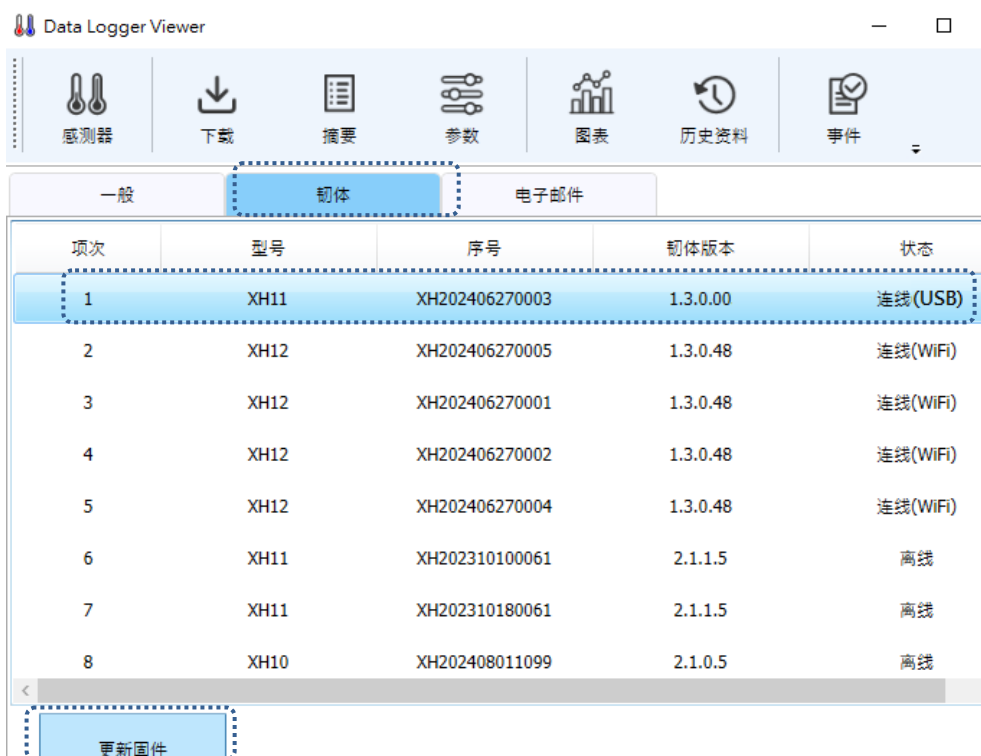 Data Logger Viewer
感测器 下载 摘要 参数 图表 历史资料 事件
一般 韧体 电子邮件
项次 型号 序号 韧体版本 状态
1 XH11 XH202406270003 1.3.0.00 连线(USB)
2 XH12 XH202406270005 1.3.0.48 连线(WiFi)
3 XH12 XH202406270001 1.3.0.48 连线(WiFi)
4 XH12 XH202406270002 1.3.0.48 连线(WiFi)
5 XH12 XH202406270004 1.3.0.48 连线(WiFi)
6 XH11 XH202310100061 2.1.1.5 离线
7 XH11 XH202310180061 2.1.1.5 离线
8 XH10 XH202408011099 2.1.0.5 离线
更新固件